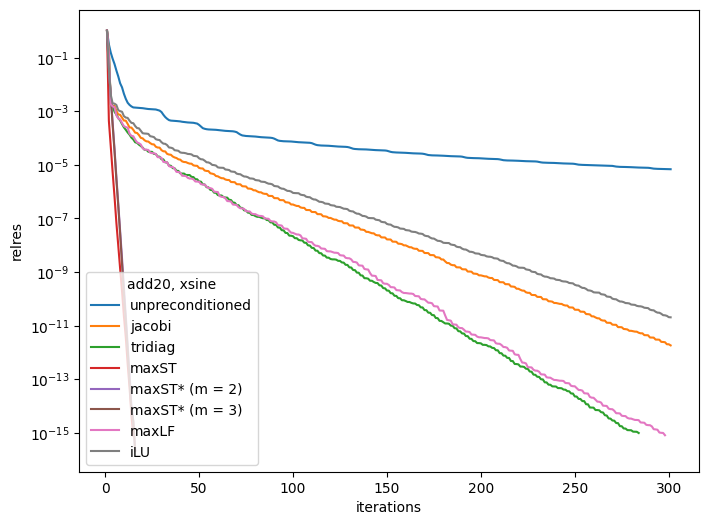 relres
10⁻¹
10⁻³
10⁻⁵
10⁻⁷
10⁻⁹
10⁻¹¹
10⁻¹³
10⁻¹⁵
add20, xsine
unpreconditioned
jacobi
tridiag
maxST
maxST* (m = 2)
maxST* (m = 3)
maxLF
iLU
0 50 100 150 200 250 300
iterations